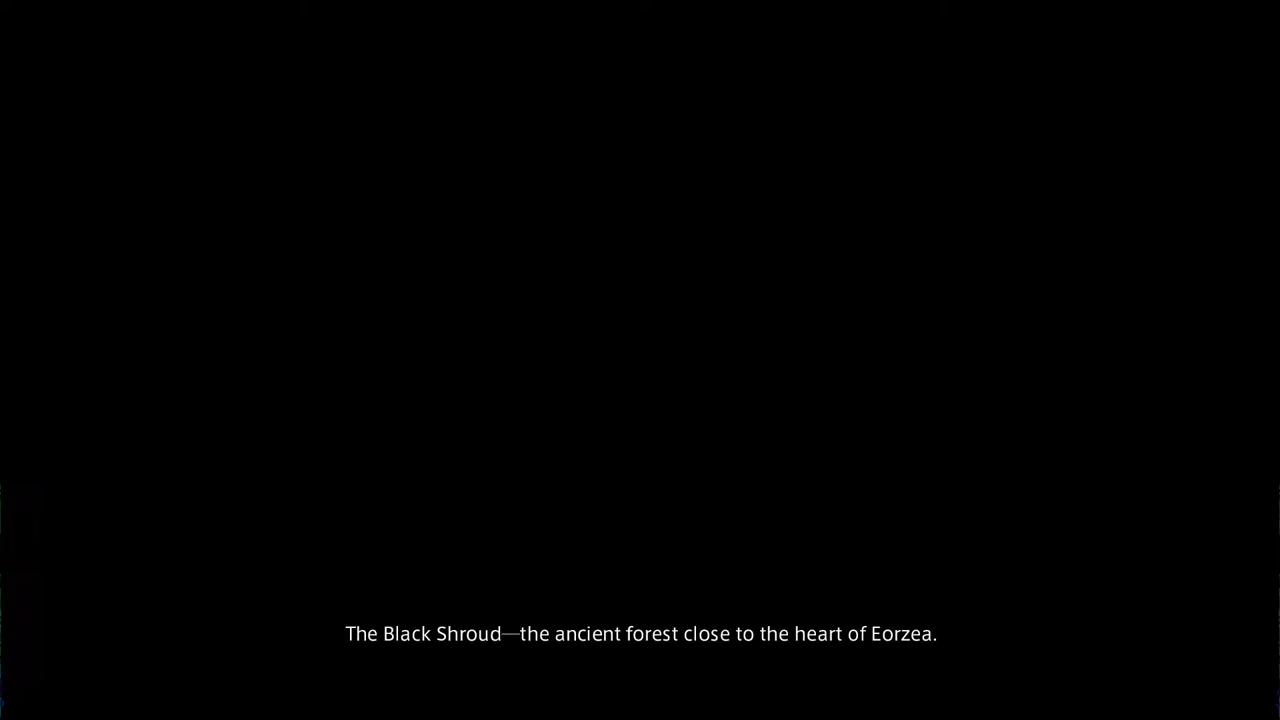 The Black Shroud—the ancient forest close to the heart of Eorzea.